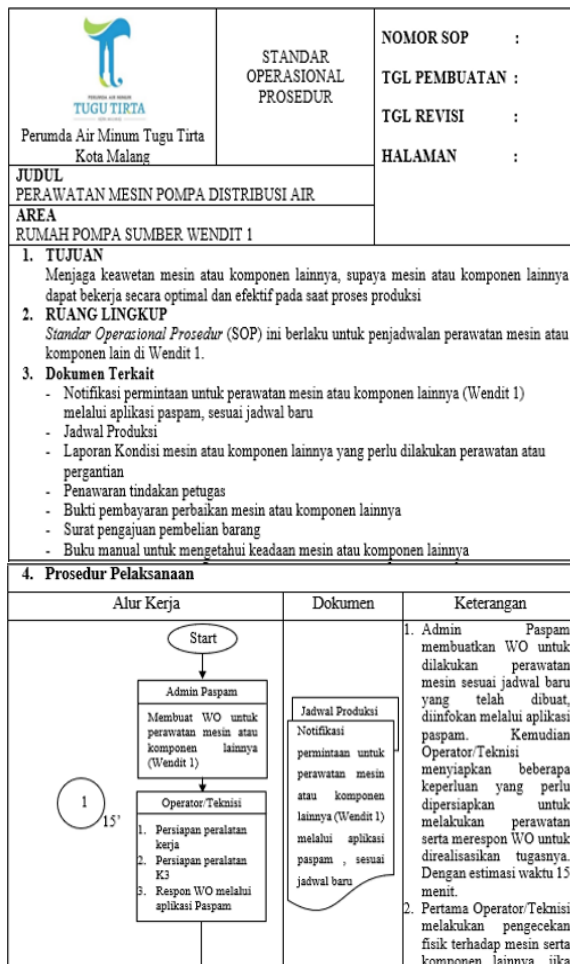 TUGU TIRTA
Perumda Air Minum Tugu Tirta
Kota Malang
STANDAR
OPERASIONAL
PROSEDUR
NOMOR SOP :
TGL PEMBUATAN :
TGL REVISI :
HALAMAN :
JUDUL
PERAWATAN MESIN POMPA DISTRIBUSI AIR
AREA
RUMAH POMPA SUMBER WENDIT 1
1. TUJUAN
Menjaga keawetan mesin atau komponen lainnya, supaya mesin atau komponen lainnya
dapat bekerja secara optimal dan efektif pada saat proses produksi
2. RUANG LINGKUP
Standar Operasional Prosedur (SOP) ini berlaku untuk penjadwalan perawatan mesin atau
komponen lain di Wendit 1.
3. Dokumen Terkait
- Notifikasi permintaan untuk perawatan mesin atau komponen lainnya (Wendit 1)
melalui aplikasi paspam, sesuai jadwal baru
- Jadwal Produksi
- Laporan Kondisi mesin atau komponen lainnya yang perlu dilakukan perawatan atau
pergantian
- Penawaran tindakan petugas
- Bukti pembayaran perbaikan mesin atau komponen lainnya
- Surat pengajuan pembelian barang
- Buku manual untuk mengetahui keadaan mesin atau komponen lainnya
4. Prosedur Pelaksanaan
Alur Kerja
Dokumen
Keterangan
Start
Admin Paspam
Membuat WO untuk
perawatan mesin atau
komponen lainnya
(Wendit 1)
1
15’
Operator/Teknisi
1. Persiapan peralatan
kerja
2. Persiapan peralatan
K3
3. Respon WO melalui
aplikasi Paspam
Jadwal Produksi
Notifikasi
permintaan untuk
perawatan mesin
atau komponen
lainnya (Wendit 1)
melalui aplikasi
paspam , sesuai
jadwal baru
1. Admin Paspam
membuatkan WO untuk
dilakukan perawatan
mesin sesuai jadwal baru
yang telah dibuat,
diinfokan melalui aplikasi
paspam. Kemudian
Operator/Teknisi
menyiapkan beberapa
keperluan yang perlu
dipersiapkan untuk
melakukan perawatan
serta merespon WO untuk
direalisasikan tugasnya.
Dengan estimasi waktu 15
menit.
2. Pertama Operator/Teknisi
melakukan pengecekan
fisik terhadap mesin serta
komponen lainnya, jika